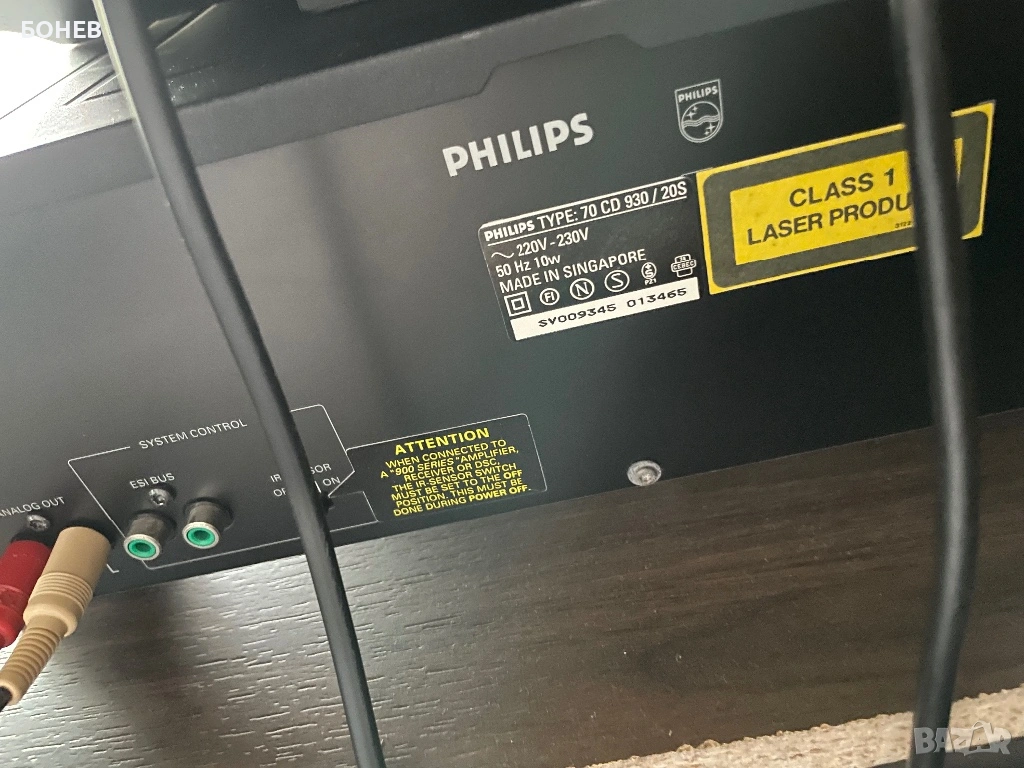 БОНЕВ
PHILIPS
PHILIPS
PHILIPS TYPE: 70 CD 930 / 20S
~ 220V - 230V
50 Hz 10w
MADE IN SINGAPORE
FI N S
SV009345 013465
CLASS 1
LASER PRODU
SYSTEM CONTROL
ESI BUS
ANALOG OUT
L
ATTENTION
WHEN CONNECTED TO
A "900 SERIES" AMPLIFIER,
RECEIVER OR DSC
THE IR-SENSOR SWITCH
MUST BE SET TO THE OFF
POSITION. THIS MUST BE
DONE DURING POWER OFF.
BAZAR